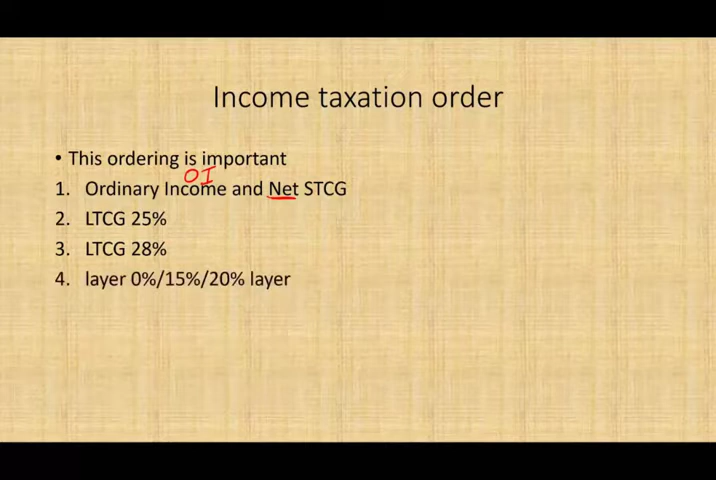 Income taxation order
• This ordering is important
OI
1. Ordinary Income and Net STCG
2. LTCG 25%
3. LTCG 28%
4. layer 0%/15%/20% layer